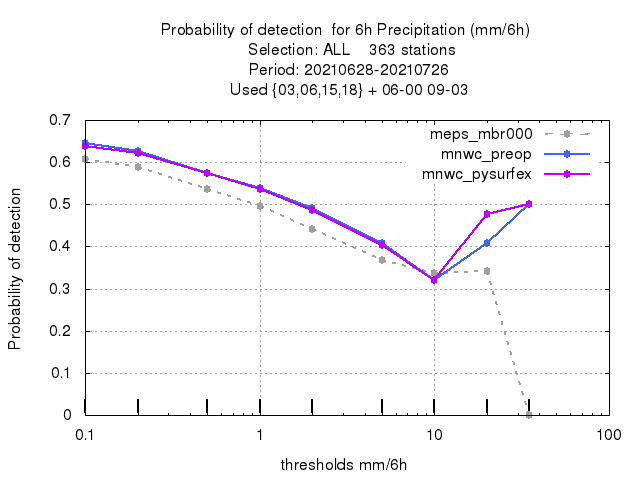 Probability of detection  for 6h Precipitation (mm/6h)
Selection: ALL    363 stations
Period: 20210628-20210726
Used {03,06,15,18} + 06-00 09-03
meps_mbr000
mnwc_preop
mnwc_pysurfex
Probability of detection
0.7
0.6
0.5
0.4
0.3
0.2
0.1
0
0.1 1 10 100
thresholds mm/6h